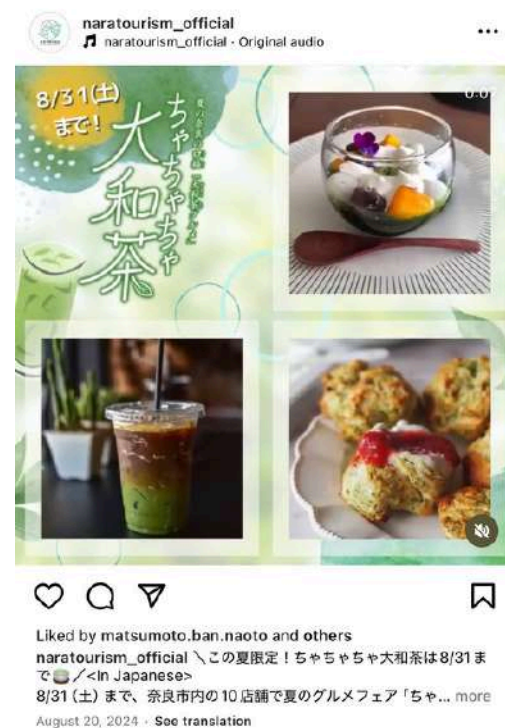 naratourism_official
naratourism_official · Original audio
8/31(土)
まで!
ちゃちゃちゃ
大和茶
Liked by matsumoto.ban.naoto and others
naratourism_official ＼この夏限定！ちゃちゃちゃ大和茶は8/31ま
で🍵／<In Japanese>
8/31（土）まで、奈良市内の10店舗で夏のグルメフェア「ちゃ... more
August 20, 2024 · See translation